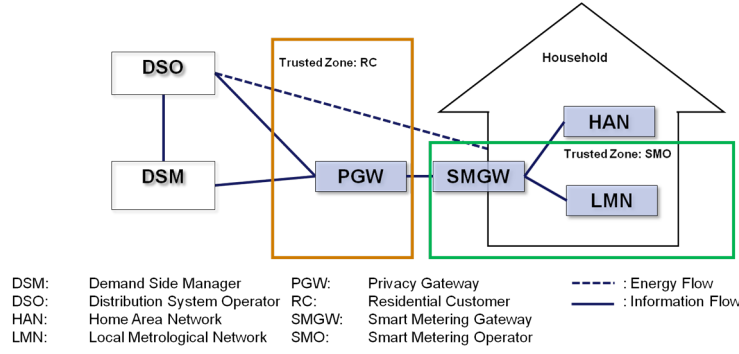 DSO
Trusted Zone: RC
Household
HAN
Trusted Zone: SMO
DSM
PGW
SMGW
LMN
DSM: Demand Side Manager PGW: Privacy Gateway : Energy Flow
DSO: Distribution System Operator RC: Residential Customer : Information Flow
HAN: Home Area Network SMGW: Smart Metering Gateway
LMN: Local Metrological Network SMO: Smart Metering Operator